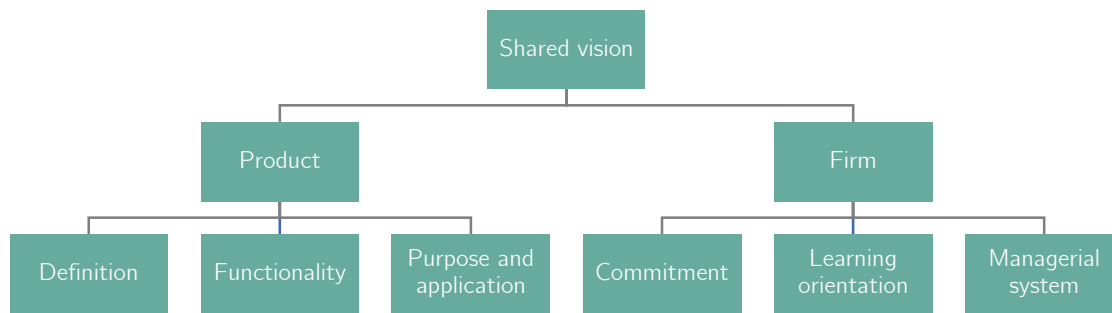 Shared vision
Product
Firm
Definition
Functionality
Purpose and
application
Commitment
Learning
orientation
Managerial
system